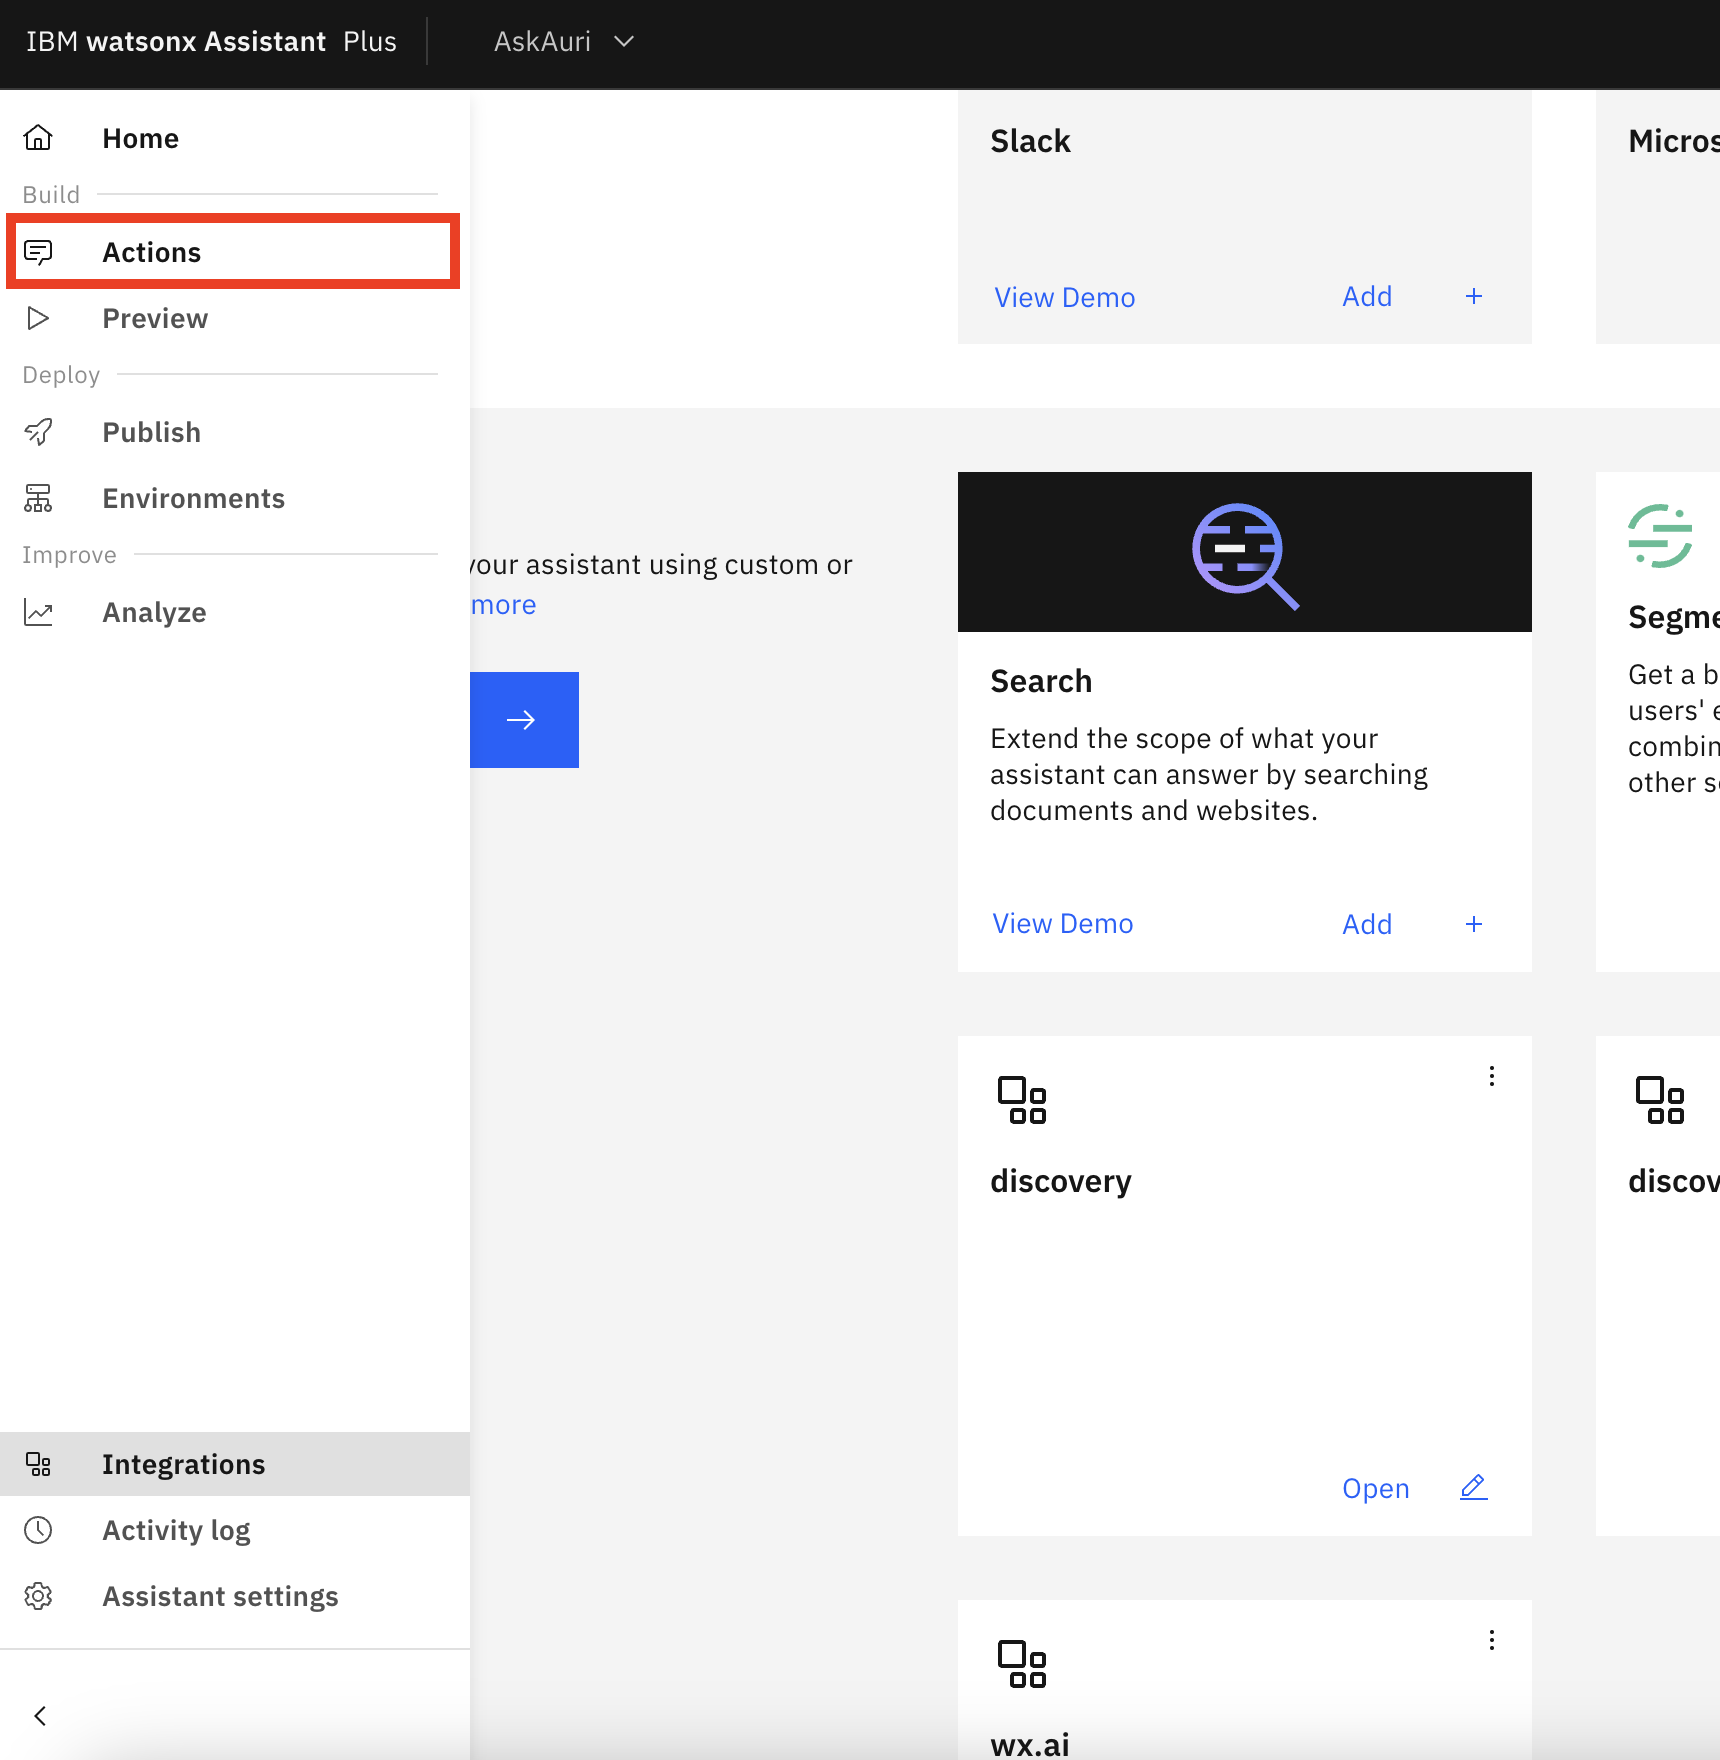 IBM watsonx Assistant Plus
AskAuri
Home
Build
Actions
Preview
Deploy
Publish
Environments
Improve
Analyze
Integrations
Activity log
Assistant settings
your assistant using custom or
more
Slack
View Demo
Add +
Micros
Search
Extend the scope of what your
assistant can answer by searching
documents and websites.
View Demo
Add +
Segme
Get a b
users' e
combin
other s
discovery
Open
discov
wx.ai